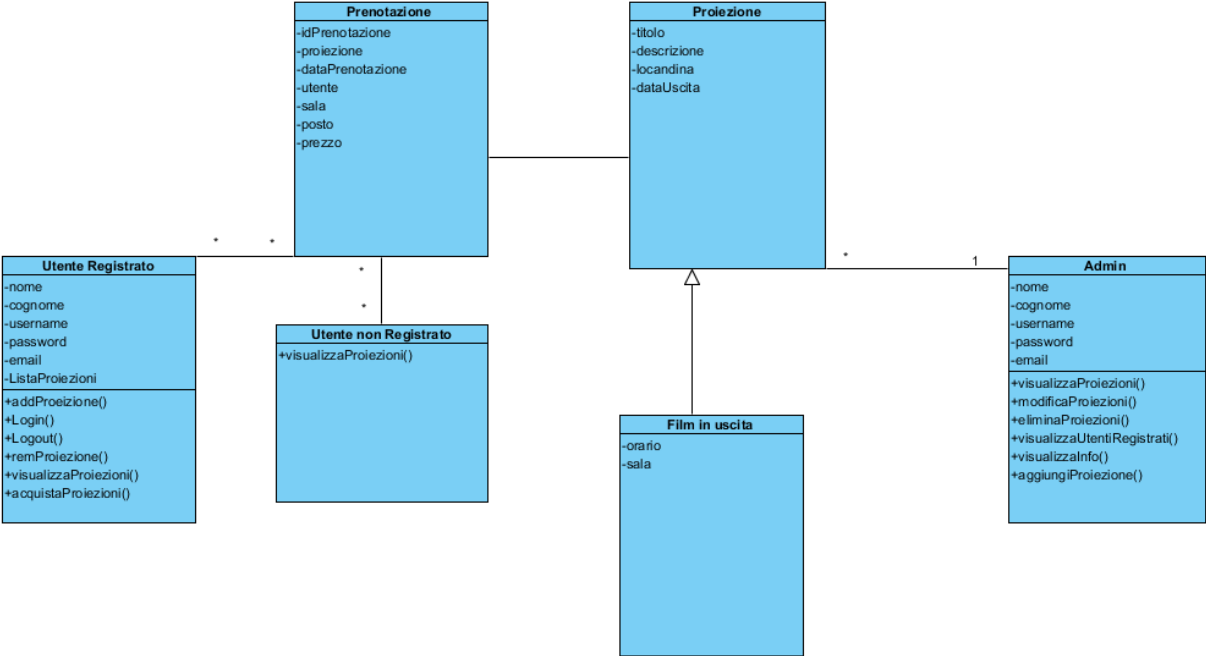 Prenotazione
-idPrenotazione
-proiezione
-dataPrenotazione
-utente
-sala
-posto
-prezzo
Proiezione
-titolo
-descrizione
-locandina
-dataUscita
* *
*
*
* 1
Utente Registrato
-nome
-cognome
-username
-password
-email
-ListaProiezioni
+addProeizione()
+Login()
+Logout()
+remProiezione()
+visualizzaProiezioni()
+acquistaProiezioni()
Utente non Registrato
+visualizzaProiezioni()
Film in uscita
-orario
-sala
Admin
-nome
-cognome
-username
-password
-email
+visualizzaProiezioni()
+modificaProiezioni()
+eliminaProiezioni()
+visualizzaUtentiRegistrati()
+visualizzaInfo()
+aggiungiProiezione()